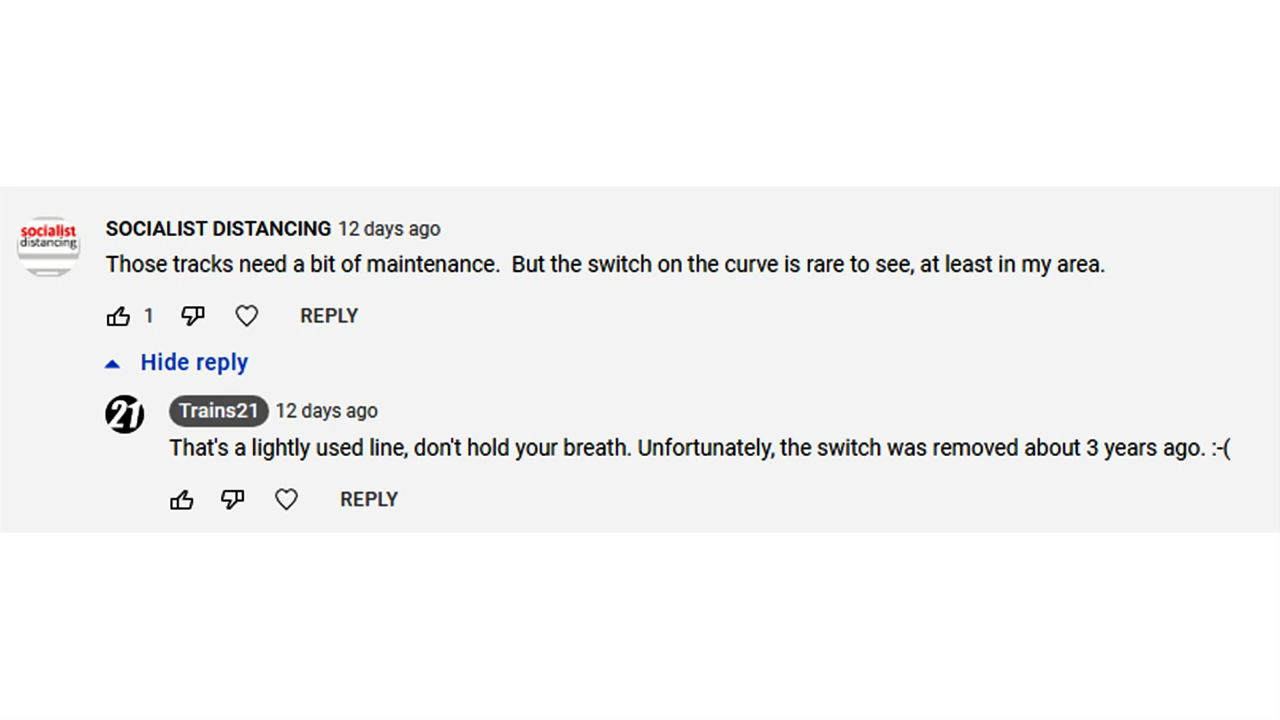 socialist
distancing
SOCIALIST DISTANCING 12 days ago
Those tracks need a bit of maintenance.  But the switch on the curve is rare to see, at least in my area.
1 REPLY
Hide reply
21
Trains21 12 days ago
That's a lightly used line, don't hold your breath. Unfortunately, the switch was removed about 3 years ago. :-(
REPLY